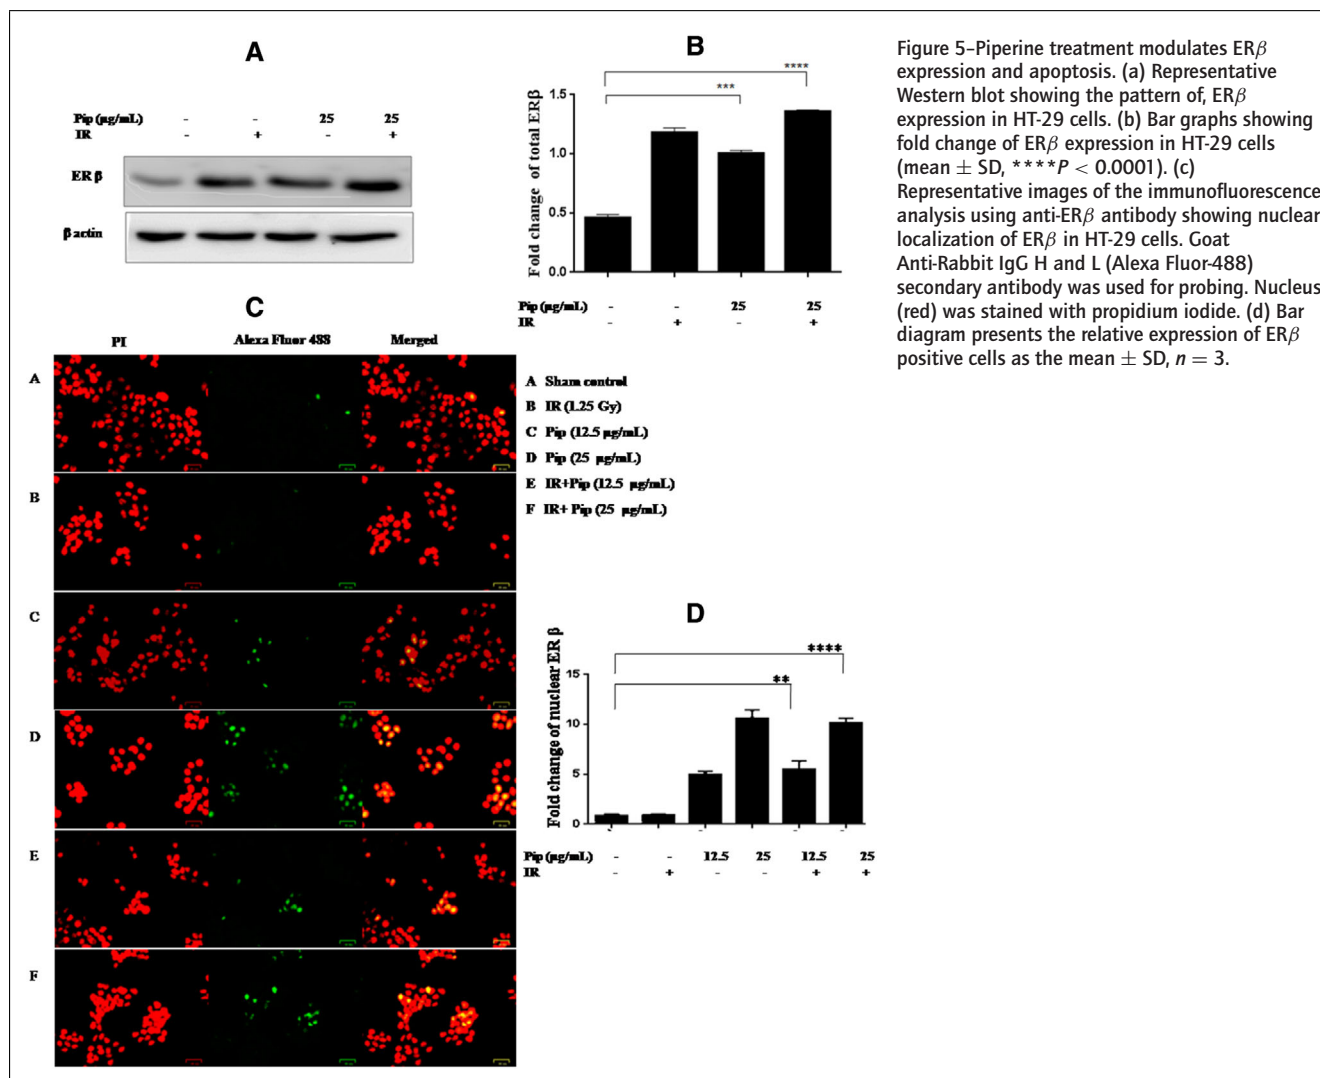 A
Pip (µg/mL) - - 25 25
IR - + - +
ER β
β actin
B
Fold change of total ERβ
****
***
1.5
1.0
0.5
0.0
Pip (µg/mL) - - 25 25
IR - + - +
Figure 5–Piperine treatment modulates ERβ
expression and apoptosis. (a) Representative
Western blot showing the pattern of, ERβ
expression in HT-29 cells. (b) Bar graphs showing
fold change of ERβ expression in HT-29 cells
(mean ± SD, ****P < 0.0001). (c)
Representative images of the immunofluorescence
analysis using anti-ERβ antibody showing nuclear
localization of ERβ in HT-29 cells. Goat
Anti-Rabbit IgG H and L (Alexa Fluor-488)
secondary antibody was used for probing. Nucleus
(red) was stained with propidium iodide. (d) Bar
diagram presents the relative expression of ERβ
positive cells as the mean ± SD, n = 3.
C
PI Alexa Fluor 488 Merged
A
B
C
D
E
F
A Sham control
B IR (1.25 Gy)
C Pip (12.5 µg/mL)
D Pip (25 µg/mL)
E IR+Pip (12.5 µg/mL)
F IR+ Pip (25 µg/mL)
D
Fold change of nuclear ER β
****
**
15
10
5
0
Pip (µg/mL) - - 12.5 25 12.5 25
IR - + - - + +